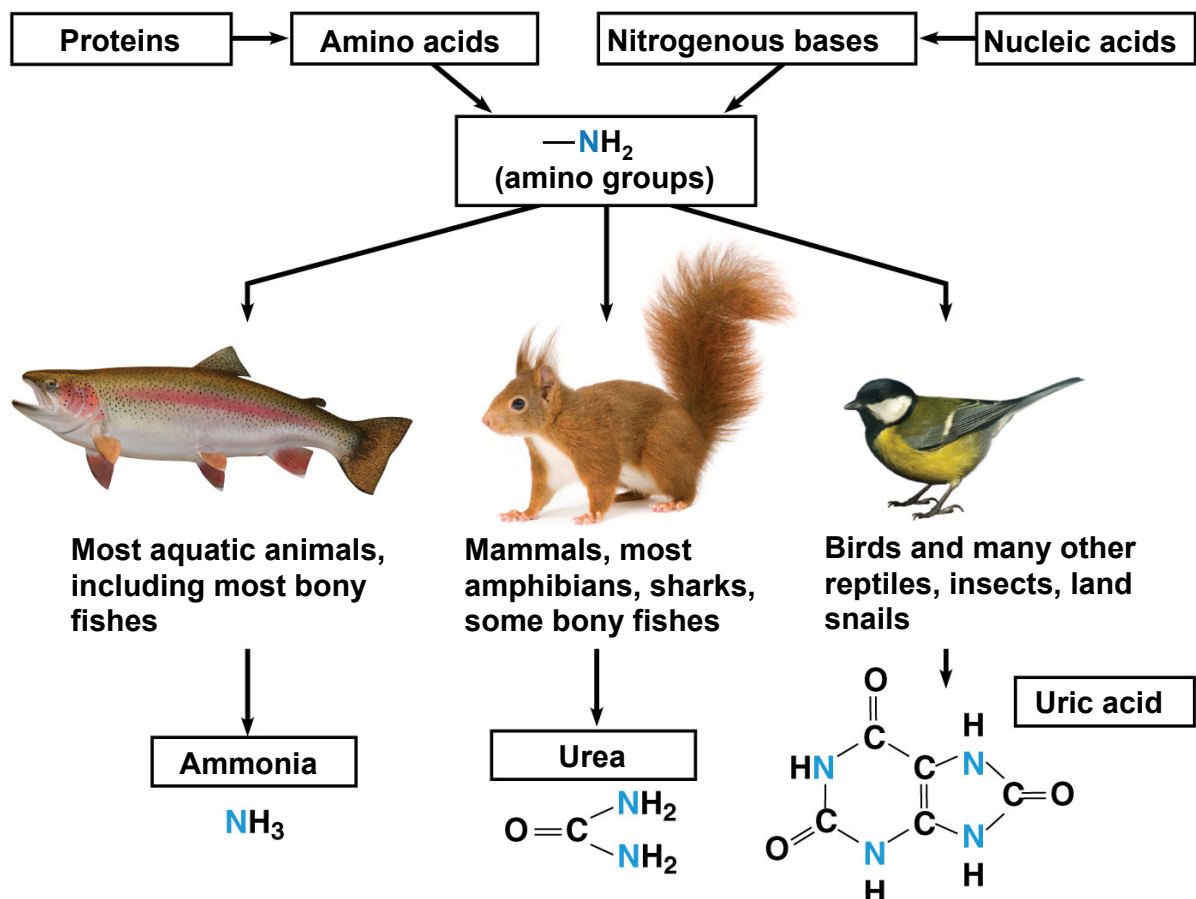 Proteins
Amino acids
Nitrogenous bases
Nucleic acids
—NH₂
(amino groups)
Most aquatic animals,
including most bony
fishes
Mammals, most
amphibians, sharks,
some bony fishes
Birds and many other
reptiles, insects, land
snails
Ammonia
NH₃
Urea
O=C
NH₂
NH₂
Uric acid
O
H
C
HN
C
N
C=O
O
C
C
N
N
H
H